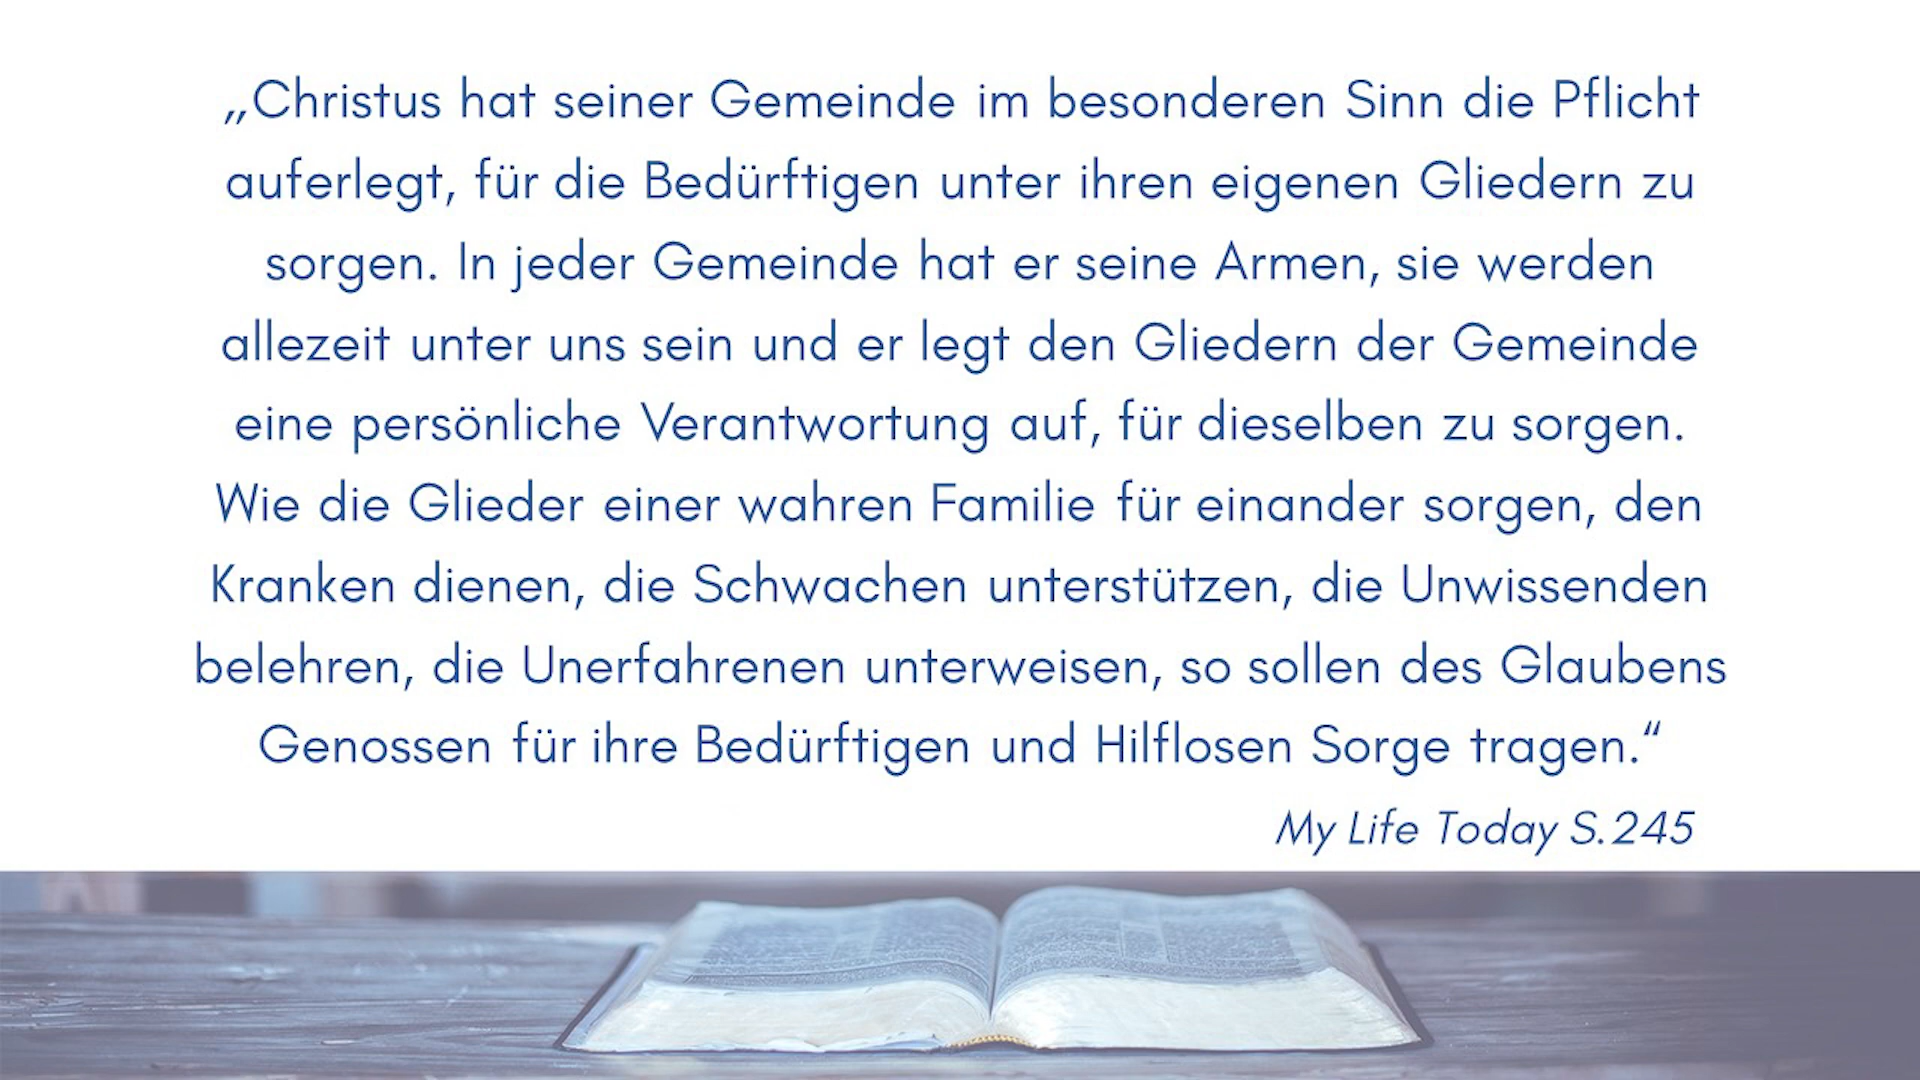 „Christus hat seiner Gemeinde im besonderen Sinn die Pflicht
auferlegt, für die Bedürftigen unter ihren eigenen Gliedern zu
sorgen. In jeder Gemeinde hat er seine Armen, sie werden
allezeit unter uns sein und er legt den Gliedern der Gemeinde
eine persönliche Verantwortung auf, für dieselben zu sorgen.
Wie die Glieder einer wahren Familie für einander sorgen, den
Kranken dienen, die Schwachen unterstützen, die Unwissenden
belehren, die Unerfahrenen unterweisen, so sollen des Glaubens
Genossen für ihre Bedürftigen und Hilflosen Sorge tragen.“
My Life Today S.245